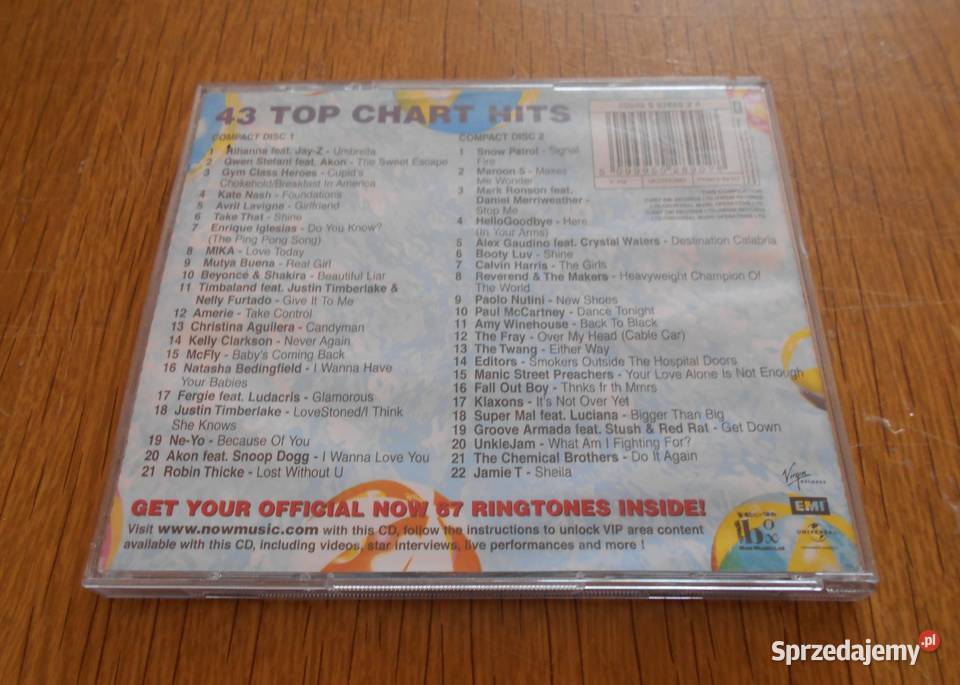 43 TOP CHART HITS
COMPACT DISC 1
1 Rihanna feat. Jay-Z - Umbrella
2 Gwen Stefani feat. Akon - The Sweet Escape
3 Gym Class Heroes - Cupid's
Chokehold/Breakfast In America
4 Kate Nash - Foundations
5 Avril Lavigne - Girlfriend
6 Take That - Shine
7 Enrique Iglesias - Do You Know?
(The Ping Pong Song)
8 MIKA - Love Today
9 Mutya Buena - Real Girl
10 Beyoncé & Shakira - Beautiful Liar
11 Timbaland feat. Justin Timberlake &
Nelly Furtado - Give It To Me
12 Amerie - Take Control
13 Christina Aguilera - Candyman
14 Kelly Clarkson - Never Again
15 McFly - Baby's Coming Back
16 Natasha Bedingfield - I Wanna Have
Your Babies
17 Fergie feat. Ludacris - Glamorous
18 Justin Timberlake - LoveStoned/I Think
She Knows
19 Ne-Yo - Because Of You
20 Akon feat. Snoop Dogg - I Wanna Love You
21 Robin Thicke - Lost Without U
COMPACT DISC 2
1 Snow Patrol - Signal
Fire
2 Maroon 5 - Makes
Me Wonder
3 Mark Ronson feat.
Daniel Merriweather -
Stop Me
4 HelloGoodbye - Here
(In Your Arms)
5 Alex Gaudino feat. Crystal Waters - Destination Calabria
6 Booty Luv - Shine
7 Calvin Harris - The Girls
8 Reverend & The Makers - Heavyweight Champion Of
The World
9 Paolo Nutini - New Shoes
10 Paul McCartney - Dance Tonight
11 Amy Winehouse - Back To Black
12 The Fray - Over My Head (Cable Car)
13 The Twang - Either Way
14 Editors - Smokers Outside The Hospital Doors
15 Manic Street Preachers - Your Love Alone Is Not Enough
16 Fall Out Boy - Thnks fr th Mmrs
17 Klaxons - It's Not Over Yet
18 Super Mal feat. Luciana - Bigger Than Big
19 Groove Armada feat. Stush & Red Rat - Get Down
20 UnkleJam - What Am I Fighting For?
21 The Chemical Brothers - Do It Again
22 Jamie T - Sheila
GET YOUR OFFICIAL NOW 67 RINGTONES INSIDE!
Visit www.nowmusic.com with this CD, follow the instructions to unlock VIP area content
available with this CD, including videos, star interviews, live performances and more !
Virgin
RECORDS
EMI
UNIVERSAL
Sprzedajemy.pl